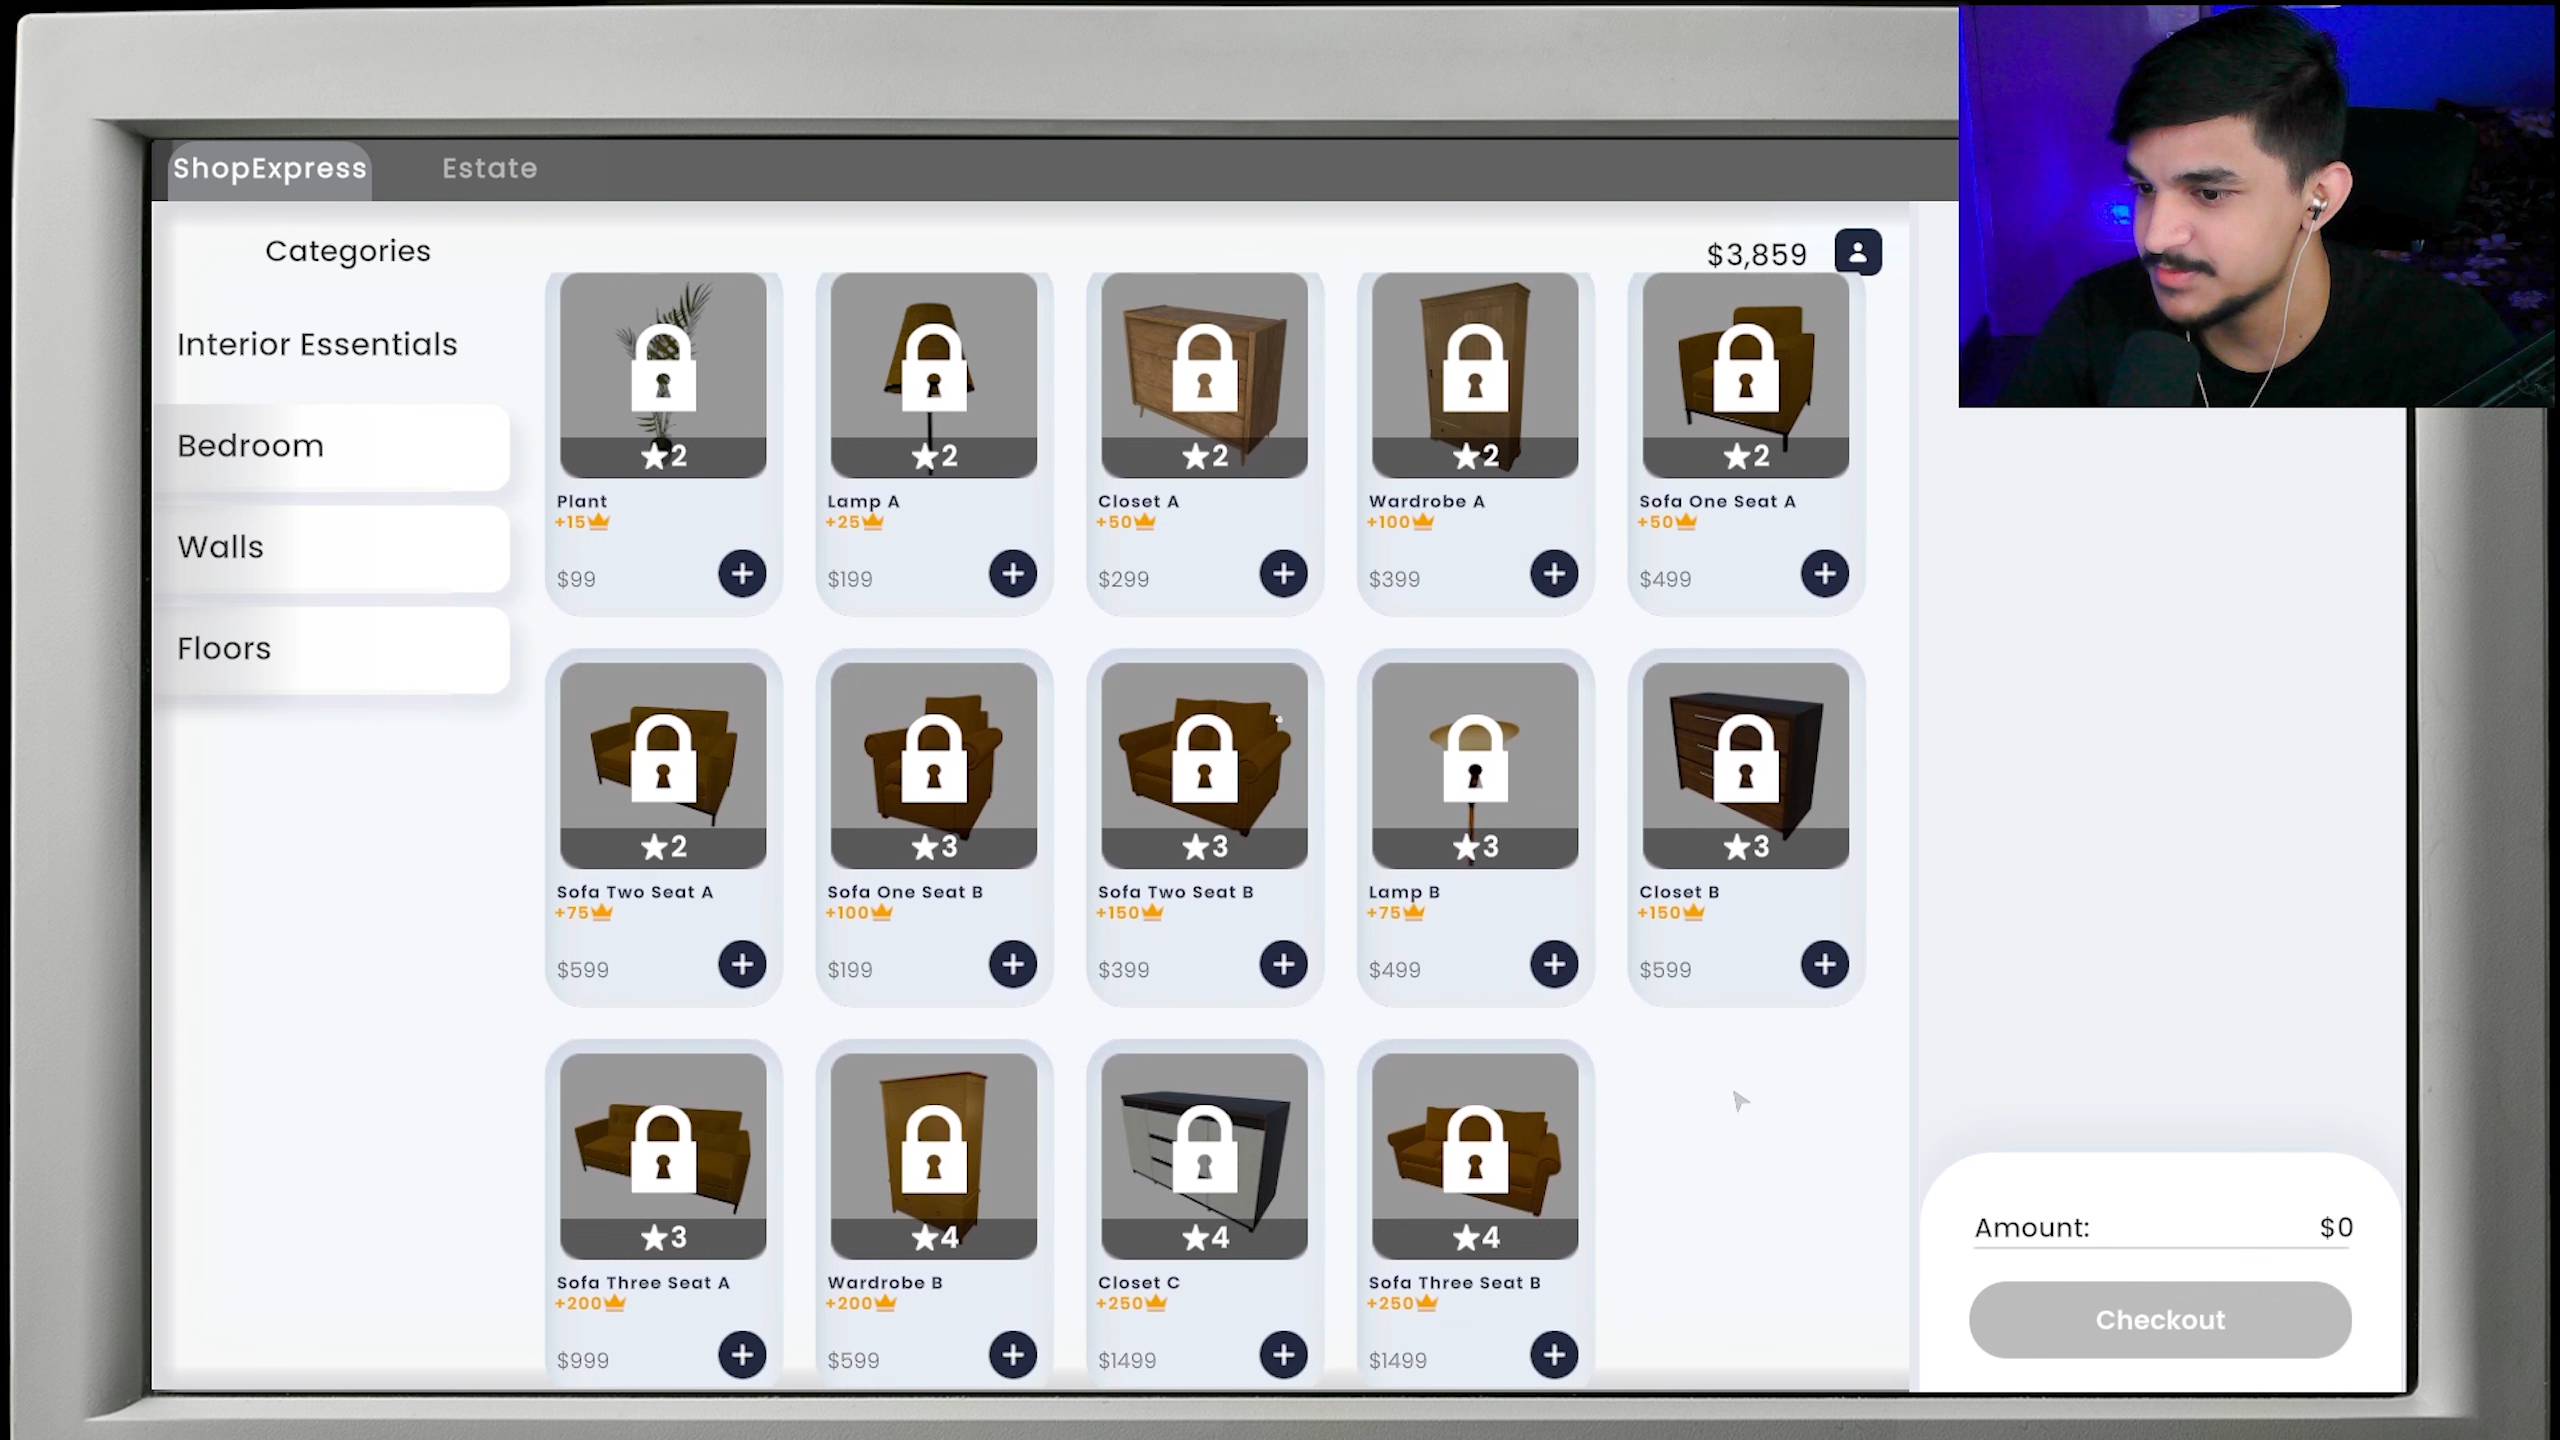 ShopExpress
Estate
Categories
$3,859
Interior Essentials
Bedroom
Walls
Floors
2
2
2
2
2
Plant
Lamp A
Closet A
Wardrobe A
Sofa One Seat A
+15
+25
+50
+100
+50
$99
$199
$299
$399
$499
2
3
3
3
3
Sofa Two Seat A
Sofa One Seat B
Sofa Two Seat B
Lamp B
Closet B
+75
+100
+150
+75
+150
$599
$199
$399
$499
$599
3
4
4
4
Sofa Three Seat A
Wardrobe B
Closet C
Sofa Three Seat B
+200
+200
+250
+250
$999
$599
$1499
$1499
Amount: $0
Checkout